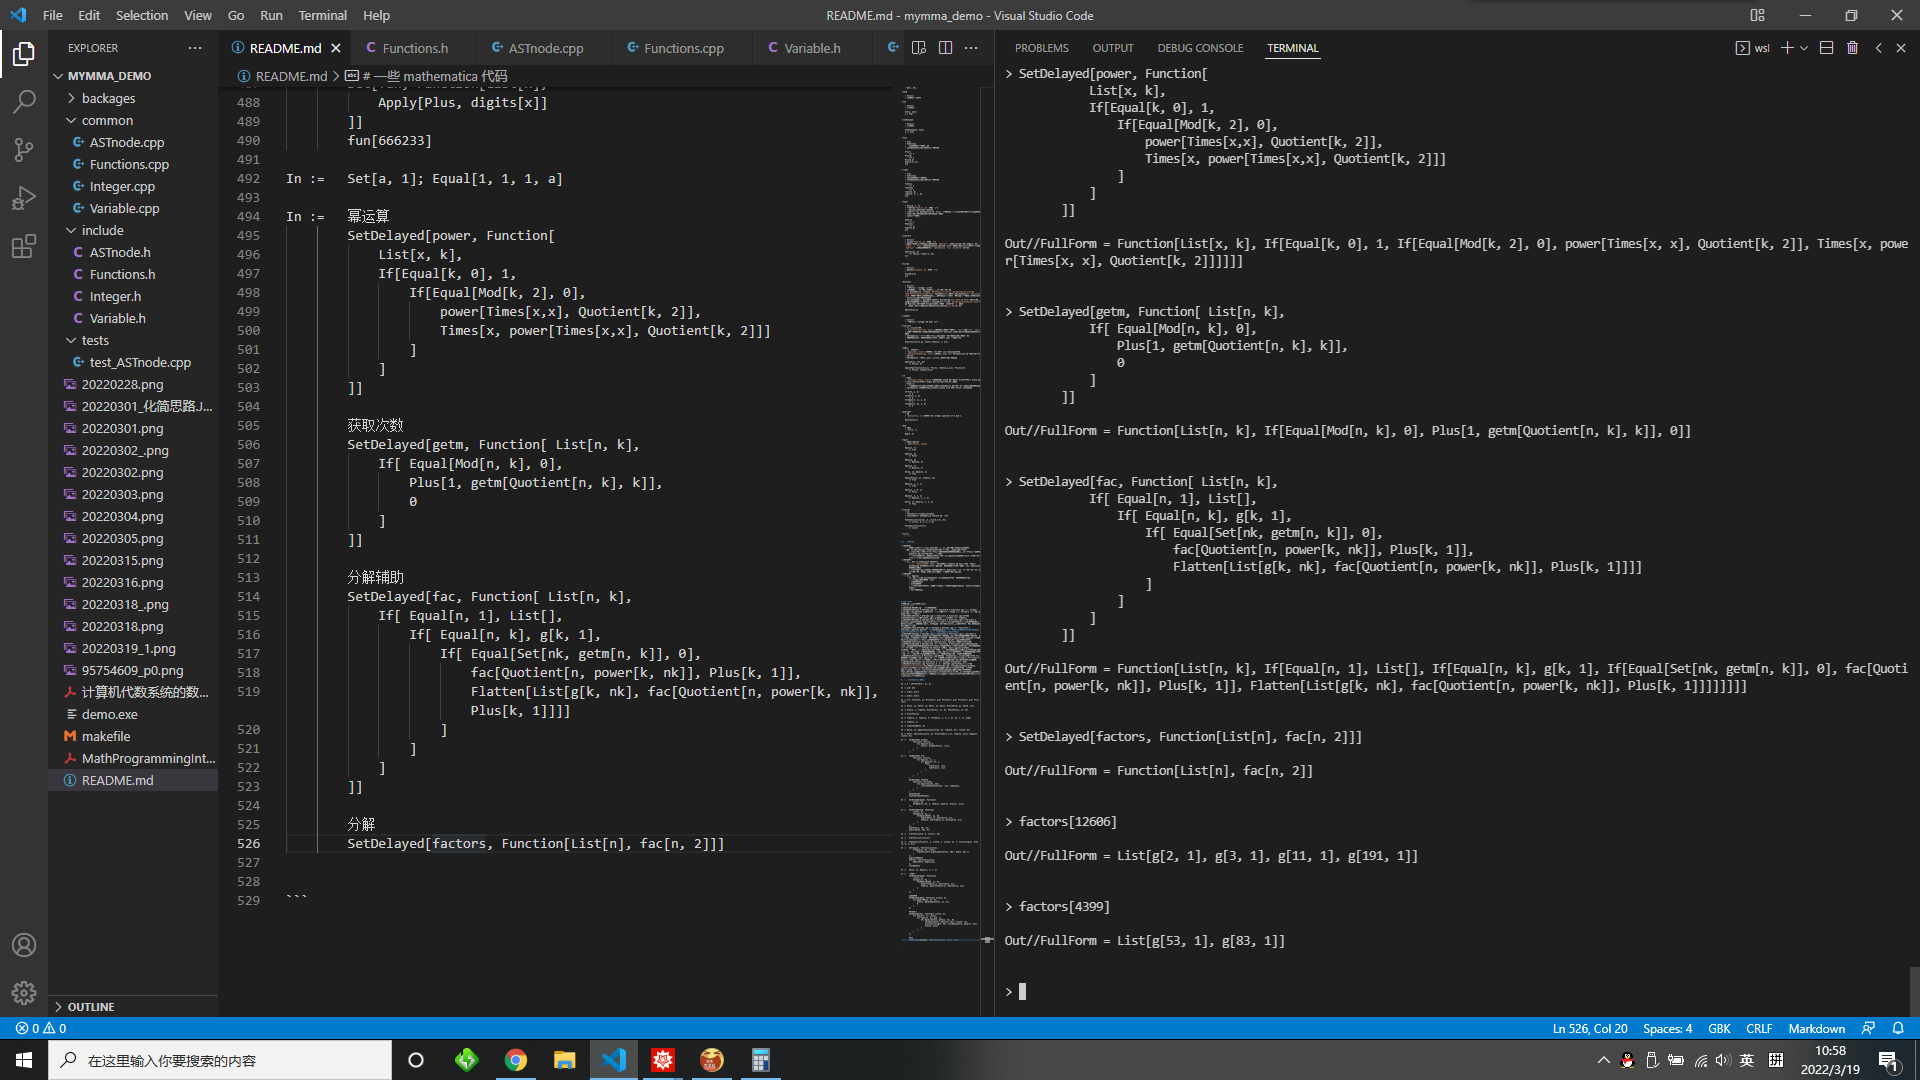 File Edit Selection View Go Run Terminal Help
README.md - mymma_demo - Visual Studio Code
EXPLORER
MYMMA_DEMO
backages
common
ASTnode.cpp
Functions.cpp
Integer.cpp
Variable.cpp
include
ASTnode.h
Functions.h
Integer.h
Variable.h
tests
test_ASTnode.cpp
20220228.png
20220301_化简思路.J...
20220301.png
20220302_.png
20220302.png
20220303.png
20220304.png
20220305.png
20220315.png
20220316.png
20220318_.png
20220318.png
20220319_1.png
95754609_p0.png
计算机代数系统的数...
demo.exe
makefile
MathProgrammingInt...
README.md
OUTLINE
README.md Functions.h ASTnode.cpp Functions.cpp Variable.h
README.md > # 一些 mathematica 代码
488 Apply[Plus, digits[x]]
489 ]]
490 fun[666233]
491
492 In := Set[a, 1]; Equal[1, 1, 1, a]
493
494 In := 幂运算
495 SetDelayed[power, Function[
496 List[x, k],
497 If[Equal[k, 0], 1,
498 If[Equal[Mod[k, 2], 0],
499 power[Times[x,x], Quotient[k, 2]],
500 Times[x, power[Times[x,x], Quotient[k, 2]]]
501 ]
502 ]
503 ]]
504
505 获取次数
506 SetDelayed[getm, Function[ List[n, k],
507 If[ Equal[Mod[n, k], 0],
508 Plus[1, getm[Quotient[n, k], k]],
509 0
510 ]
511 ]]
512
513 分解辅助
514 SetDelayed[fac, Function[ List[n, k],
515 If[ Equal[n, 1], List[],
516 If[ Equal[n, k], g[k, 1],
517 If[ Equal[Set[nk, getm[n, k]], 0],
518 fac[Quotient[n, power[k, nk]], Plus[k, 1]],
519 Flatten[List[g[k, nk], fac[Quotient[n, power[k, nk]],
Plus[k, 1]]]]
520 ]
521 ]
522 ]
523 ]]
524
525 分解
526 SetDelayed[factors, Function[List[n], fac[n, 2]]]
527
528
529 ```
PROBLEMS OUTPUT DEBUG CONSOLE TERMINAL
wsl
> SetDelayed[power, Function[
List[x, k],
If[Equal[k, 0], 1,
If[Equal[Mod[k, 2], 0],
power[Times[x,x], Quotient[k, 2]],
Times[x, power[Times[x,x], Quotient[k, 2]]]
]
]
]]
Out//FullForm = Function[List[x, k], If[Equal[k, 0], 1, If[Equal[Mod[k, 2], 0], power[Times[x, x], Quotient[k, 2]], Times[x, powe
r[Times[x, x], Quotient[k, 2]]]]]]
> SetDelayed[getm, Function[ List[n, k],
If[ Equal[Mod[n, k], 0],
Plus[1, getm[Quotient[n, k], k]],
0
]
]]
Out//FullForm = Function[List[n, k], If[Equal[Mod[n, k], 0], Plus[1, getm[Quotient[n, k], k]], 0]]
> SetDelayed[fac, Function[ List[n, k],
If[ Equal[n, 1], List[],
If[ Equal[n, k], g[k, 1],
If[ Equal[Set[nk, getm[n, k]], 0],
fac[Quotient[n, power[k, nk]], Plus[k, 1]],
Flatten[List[g[k, nk], fac[Quotient[n, power[k, nk]], Plus[k, 1]]]]
]
]
]
]]
Out//FullForm = Function[List[n, k], If[Equal[n, 1], List[], If[Equal[n, k], g[k, 1], If[Equal[Set[nk, getm[n, k]], 0], fac[Quoti
ent[n, power[k, nk]], Plus[k, 1]], Flatten[List[g[k, nk], fac[Quotient[n, power[k, nk]], Plus[k, 1]]]]]]]]
> SetDelayed[factors, Function[List[n], fac[n, 2]]]
Out//FullForm = Function[List[n], fac[n, 2]]
> factors[12606]
Out//FullForm = List[g[2, 1], g[3, 1], g[11, 1], g[191, 1]]
> factors[4399]
Out//FullForm = List[g[53, 1], g[83, 1]]
>
0 0
Ln 526, Col 20 Spaces: 4 GBK CRLF Markdown
在这里输入你要搜索的内容
英
拼
10:58
2022/3/19
1